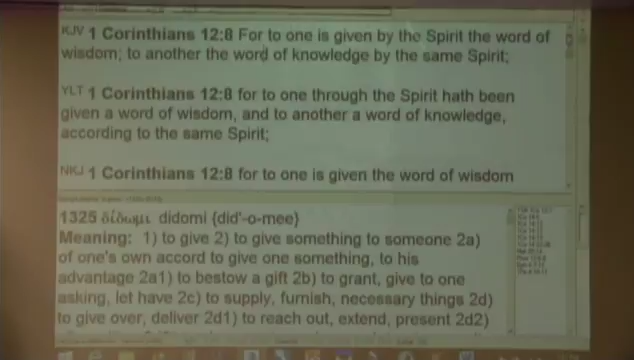 KJV 1 Corinthians 12:8 For to one is given by the Spirit the word of
wisdom; to another the word of knowledge by the same Spirit;
YLT 1 Corinthians 12:8 for to one through the Spirit hath been
given a word of wisdom, and to another a word of knowledge,
according to the same Spirit;
NKJ 1 Corinthians 12:8 for to one is given the word of wisdom
1325 δίδωμι didomi {did'-o-mee}
Meaning: 1) to give 2) to give something to someone 2a)
of one's own accord to give one something, to his
advantage 2a1) to bestow a gift 2b) to grant, give to one
asking, let have 2c) to supply, furnish, necessary things 2d)
to give over, deliver 2d1) to reach out, extend, present 2d2)